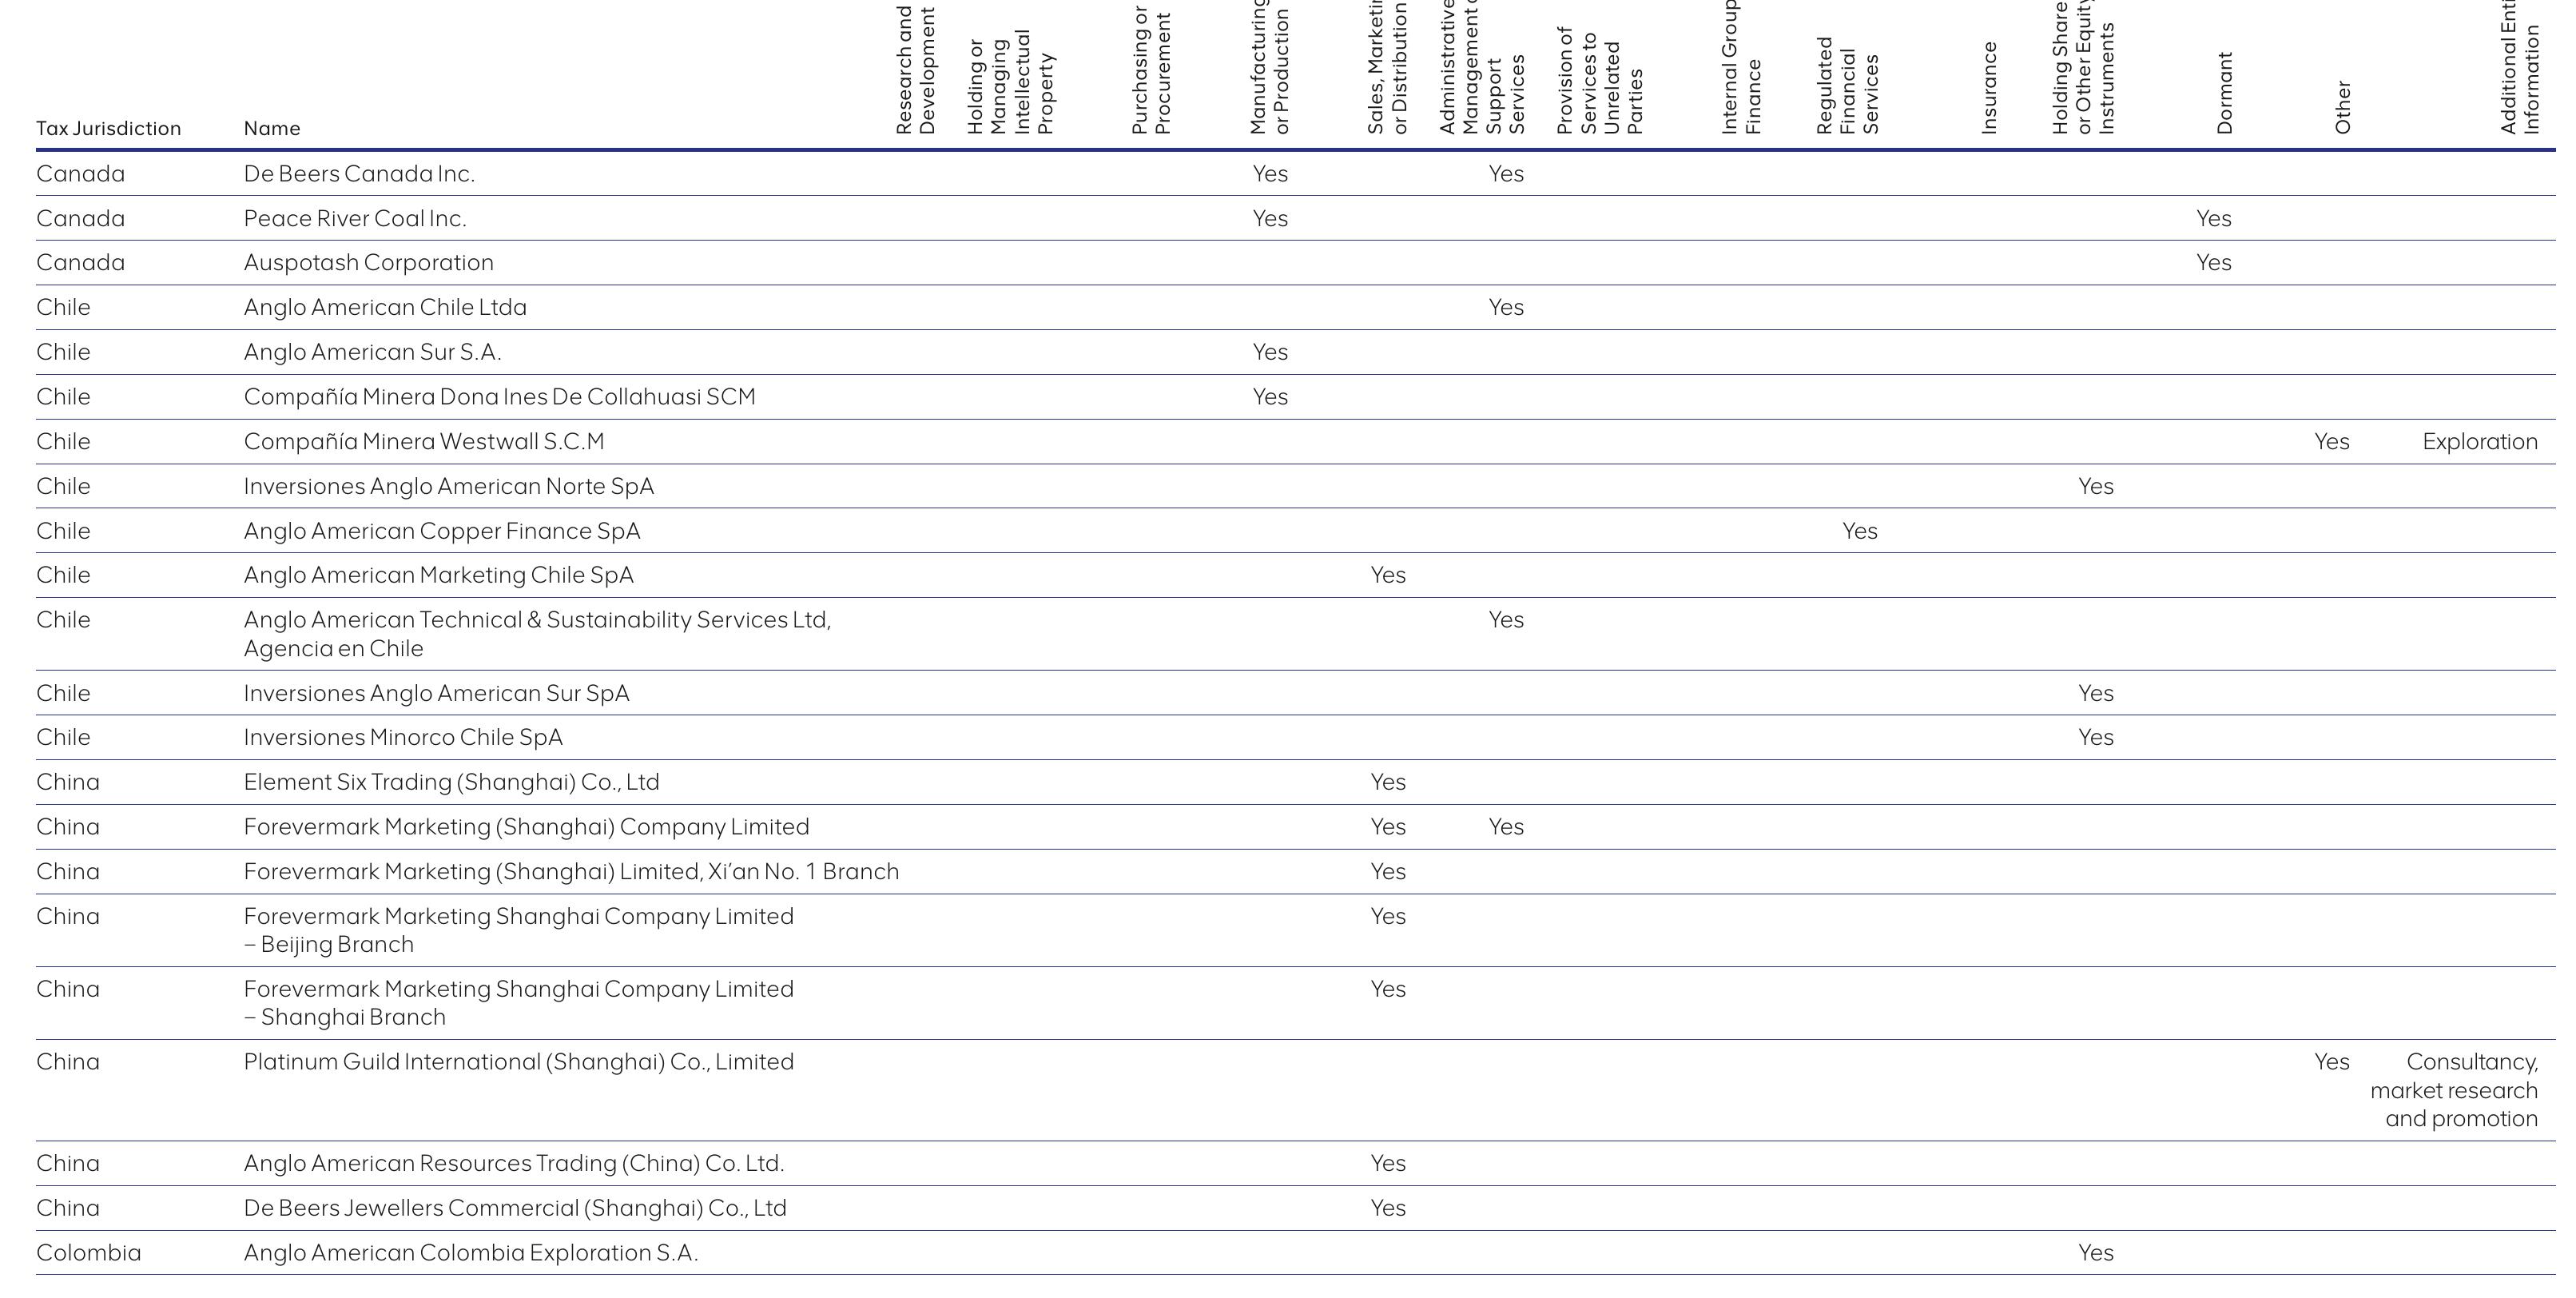 Tax Jurisdiction Name
Research and
Development
Holding or
Managing
Intellectual
Property
Purchasing or
Procurement
Manufacturing
or Production
Sales,
or Distribution
Administrative
Management
Support
Services
Provision of
Services to
Unrelated
Parties
Internal Group
Finance
Regulated
Financial
Services
Insurance
Holding
or Other Equity
Instruments
Dormant
Other
Additional
Information
Canada De Beers Canada Inc. Yes Yes
Canada Peace River Coal Inc. Yes Yes
Canada Auspotash Corporation Yes
Chile Anglo American Chile Ltda Yes
Chile Anglo American Sur S.A. Yes
Chile Compañía Minera Dona Ines De Collahuasi SCM Yes
Chile Compañía Minera Westwall S.C.M Yes Exploration
Chile Inversiones Anglo American Norte SpA Yes
Chile Anglo American Copper Finance SpA Yes
Chile Anglo American Marketing Chile SpA Yes
Chile Anglo American Technical & Sustainability Services Ltd, Yes
Agencia en Chile
Chile Inversiones Anglo American Sur SpA Yes
Chile Inversiones Minorco Chile SpA Yes
China Element Six Trading (Shanghai) Co., Ltd Yes
China Forevermark Marketing (Shanghai) Company Limited Yes Yes
China Forevermark Marketing (Shanghai) Limited, Xi’an No. 1 Branch Yes
China Forevermark Marketing Shanghai Company Limited Yes
– Beijing Branch
China Forevermark Marketing Shanghai Company Limited Yes
– Shanghai Branch
China Platinum Guild International (Shanghai) Co., Limited Yes Consultancy,
market research
and promotion
China Anglo American Resources Trading (China) Co. Ltd. Yes
China De Beers Jewellers Commercial (Shanghai) Co., Ltd Yes
Colombia Anglo American Colombia Exploration S.A. Yes